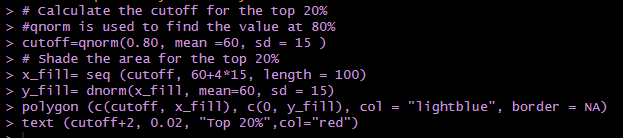 > # Calculate the cutoff for the top 20%
> #qnorm is used to find the value at 80%
> cutoff=qnorm(0.80, mean =60, sd = 15 )
> # Shade the area for the top 20%
> x_fill= seq (cutoff, 60+4*15, length = 100)
> y_fill= dnorm(x_fill, mean=60, sd = 15)
> polygon (c(cutoff, x_fill), c(0, y_fill), col = "lightblue", border = NA)
> text (cutoff+2, 0.02, "Top 20%",col="red")
>